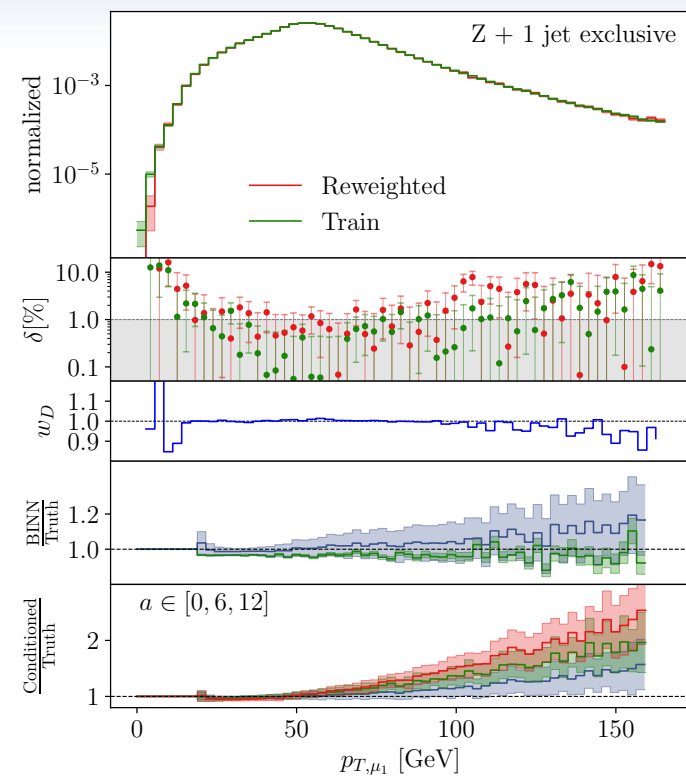 Z + 1 jet exclusive
normalized
10⁻³
10⁻⁵
Reweighted
Train
δ[%]
10.0
1.0
0.1
w_D
1.1
1.0
0.9
BINN
Truth
1.2
1.0
a ∈ [0, 6, 12]
Conditioned
Truth
2
1
0
50
100
150
p_{T,μ₁} [GeV]